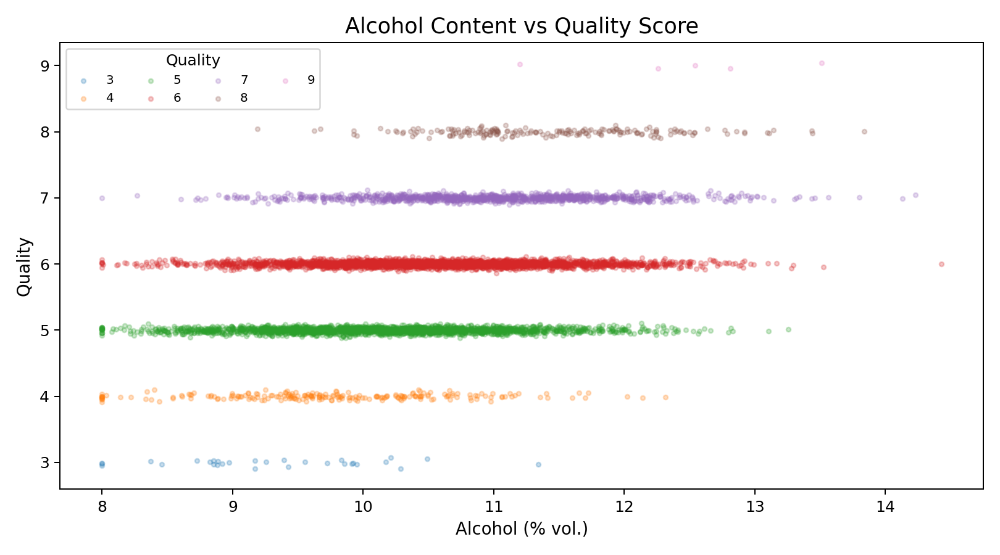 Alcohol Content vs Quality Score
Quality
3 5 7 9
4 6 8
9
8
7
6
5
4
3
Quality
8 9 10 11 12 13 14
Alcohol (% vol.)